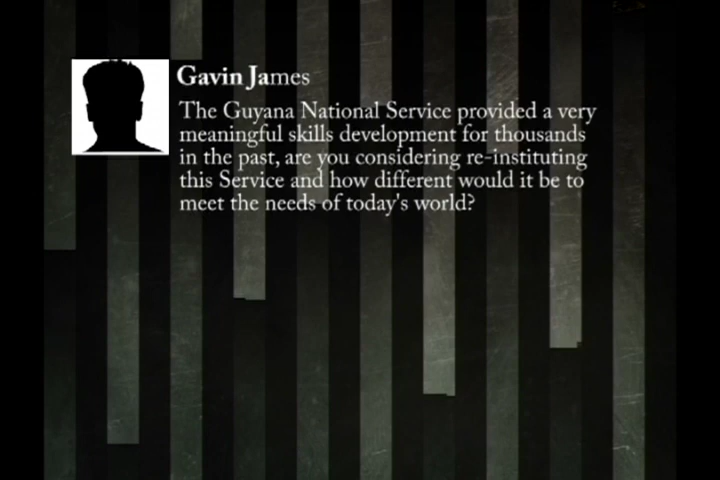 Gavin James
The Guyana National Service provided a very
meaningful skills development for thousands
in the past, are you considering re-instituting
this Service and how different would it be to
meet the needs of today's world?